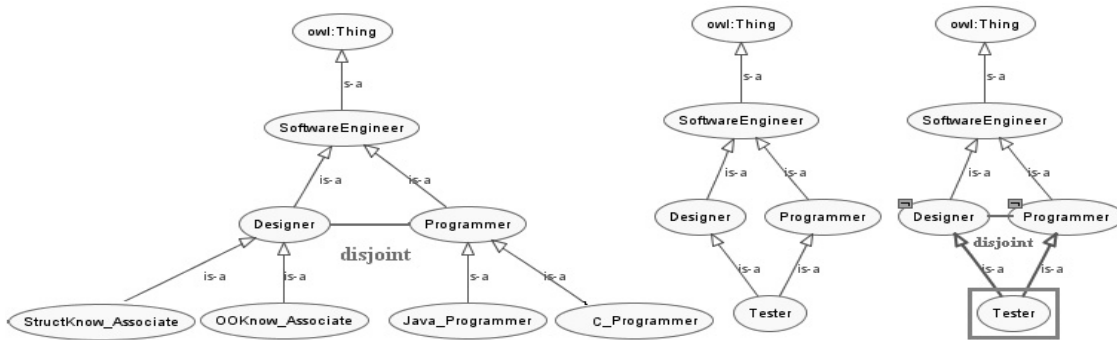 owl:Thing
s-a
SoftwareEngineer
is-a
is-a
Designer
Programmer
disjoint
is-a
is-a
s-a
is-a
StructKnow_Associate
OOKnow_Associate
Java_Programmer
C_Programmer
owl:Thing
s-a
SoftwareEngineer
is-a
is-a
Designer
Programmer
is-a
is-a
Tester
owl:Thing
s-a
SoftwareEngineer
is-a
is-a
¬
¬
Designer
Programmer
disjoint
is-a
is-a
Tester